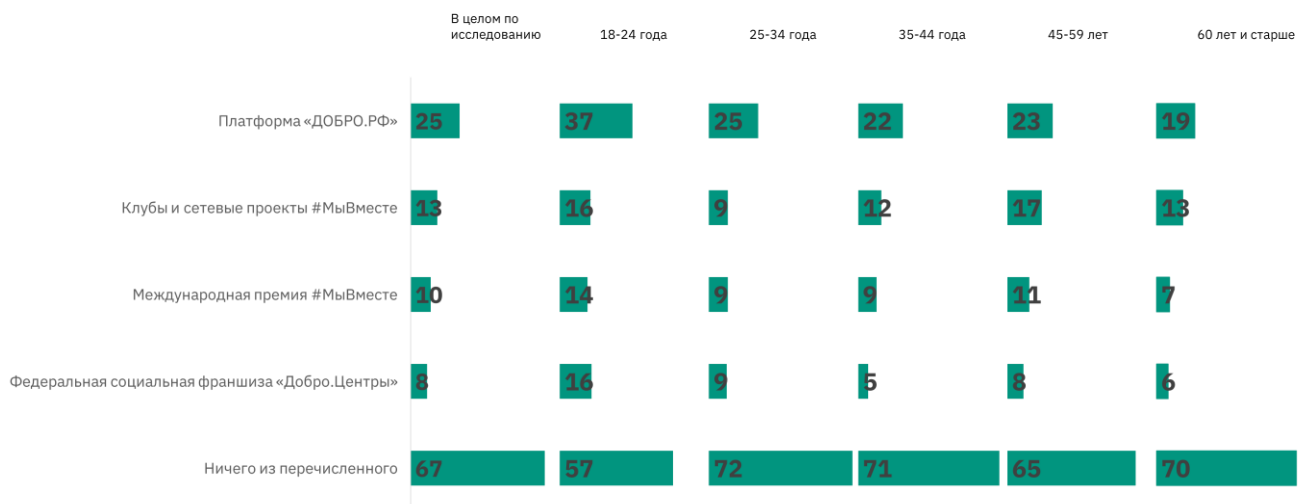 В целом по
исследованию 18-24 года 25-34 года 35-44 года 45-59 лет 60 лет и старше
Платформа «ДОБРО.РФ» 25 37 25 22 23 19
Клубы и сетевые проекты #МыВместе 13 16 9 12 17 13
Международная премия #МыВместе 10 14 9 9 11 7
Федеральная социальная франшиза «Добро.Центры» 8 16 9 5 8 6
Ничего из перечисленного 67 57 72 71 65 70